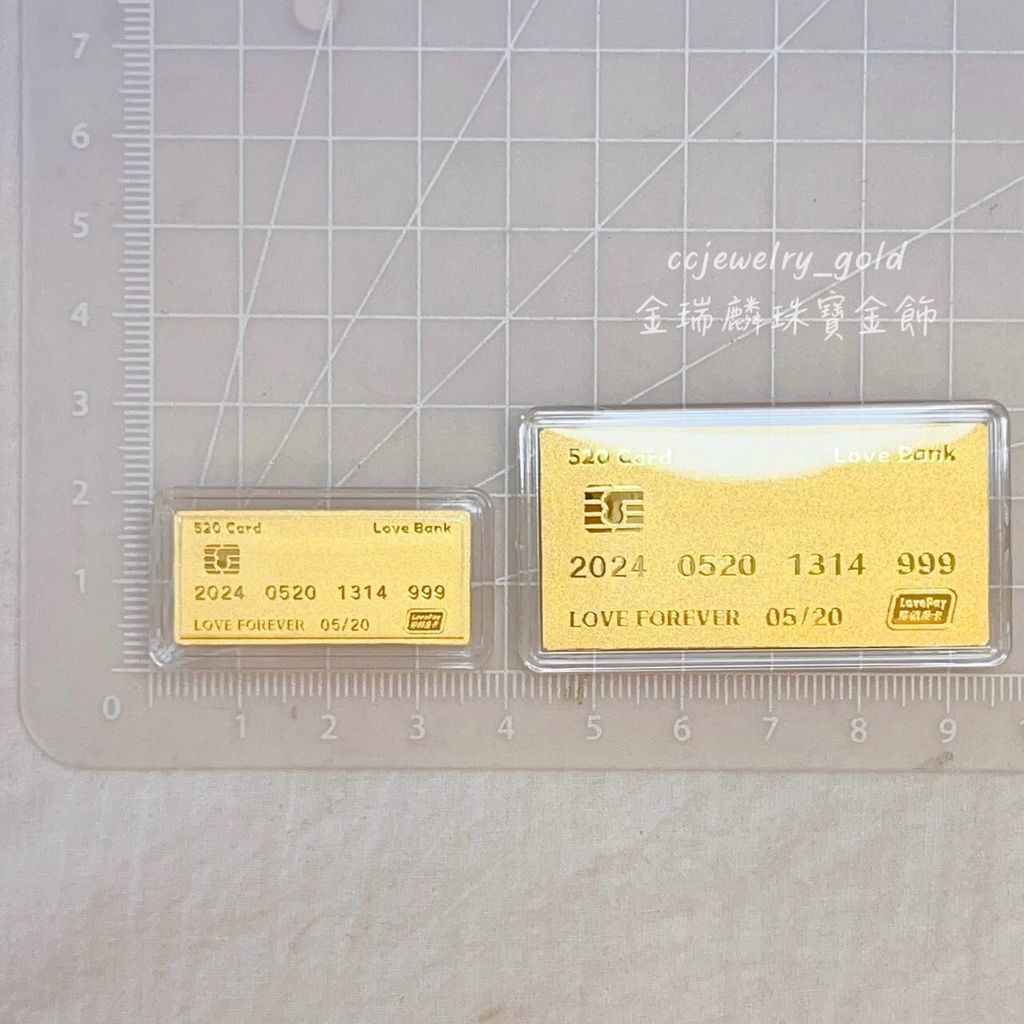 7
6
5
4
3
2
1
0
1 2 3 4 5 6 7 8 9
ccjewelry_gold
金瑞麟珠寶金飾
520 Card Love Bank
2024 0520 1314 999
LOVE FOREVER 05/20
LovePay
520 Card Love Bank
2024 0520 1314 999
LOVE FOREVER 05/20
LovePay